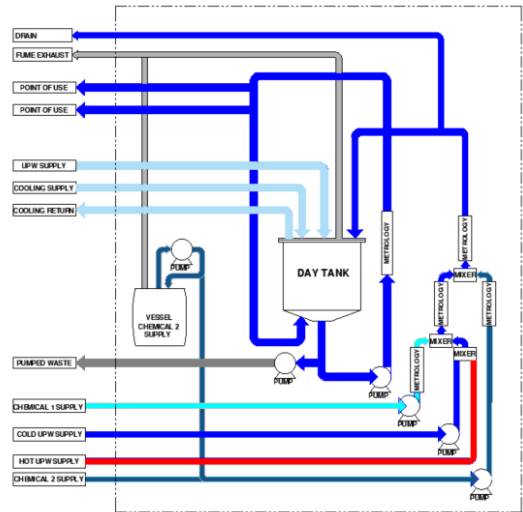 DRAIN
FUME EXHAUST
POINT OF USE
POINT OF USE
UPW SUPPLY
COOLING SUPPLY
COOLING RETURN
METROLOGY
METROLOGY
PUMP
DAY TANK
MIXER
METROLOGY
METROLOGY
VESSEL
CHEMICAL 2
SUPPLY
MIXER
MIXER
PUMPED WASTE
PUMP
PUMP
METROLOGY
CHEMICAL 1 SUPPLY
PUMP
COLD UPW SUPPLY
PUMP
HOT UPW SUPPLY
CHEMICAL 2 SUPPLY
PUMP